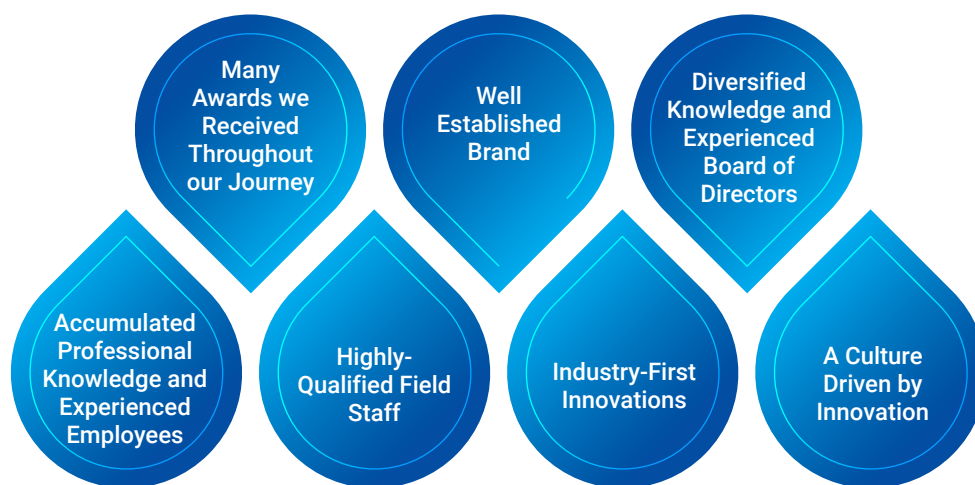 Many
Awards we
Received
Throughout
our Journey
Well
Established
Brand
Diversified
Knowledge and
Experienced
Board of
Directors
Accumulated
Professional
Knowledge and
Experienced
Employees
Highly-
Qualified Field
Staff
Industry-First
Innovations
A Culture
Driven by
Innovation